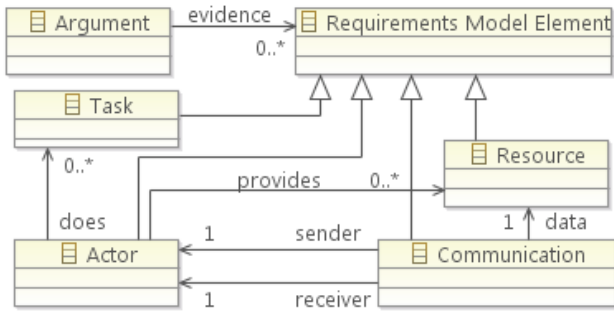 Argument
evidence
0..*
Requirements Model Element
Task
0..*
does
provides
0..*
Resource
1
data
Actor
1
sender
Communication
1
receiver